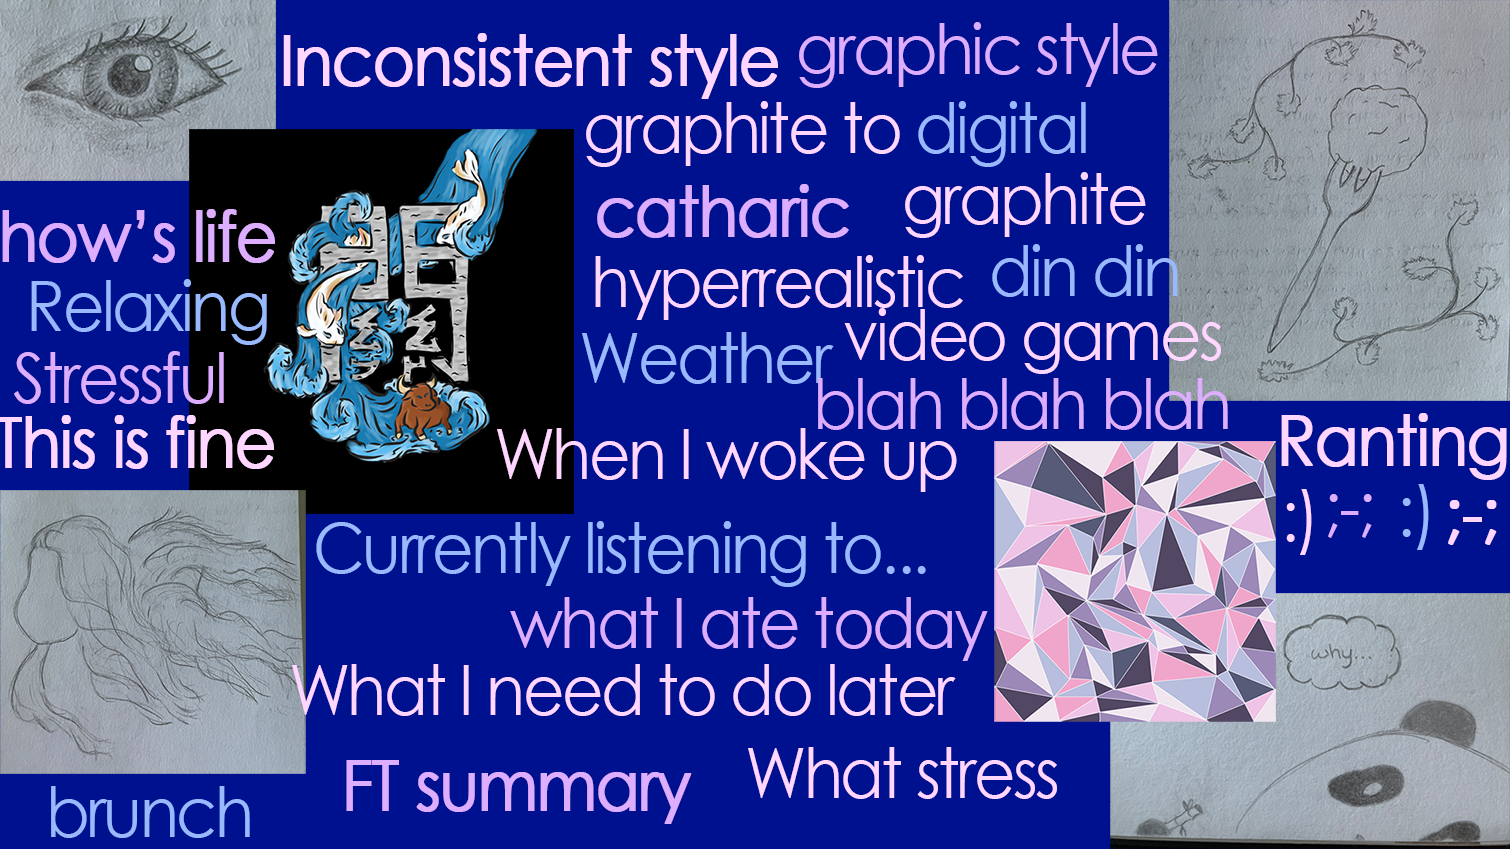 Inconsistent style
graphic style
graphite to digital
catharic
graphite
how's life
hyperrealistic
din din
Relaxing
video games
Weather
Stressful
blah blah blah
This is fine
When I woke up
Ranting
:) ;-; :) ;-;
Currently listening to...
what I ate today
why...
What I need to do later
FT summary
What stress
brunch